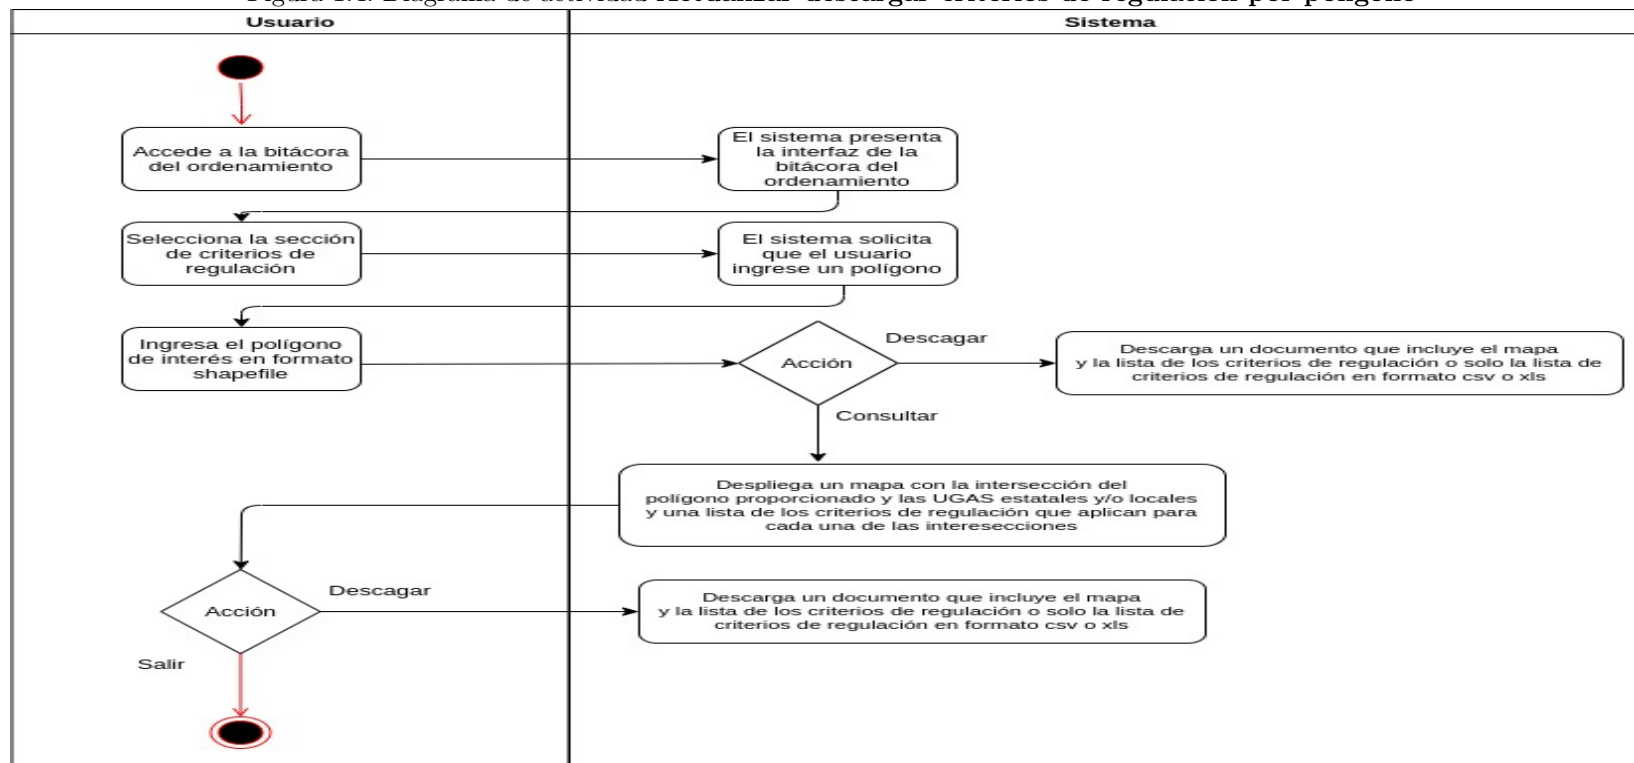 Usuario
Sistema
Accede a la bitácora
del ordenamiento
El sistema presenta
la interfaz de la
bitácora del
ordenamiento
Selecciona la sección
de criterios de
regulación
El sistema solicita
que el usuario
ingrese un polígono
Ingresa el polígono
de interés en formato
shapefile
Acción
Descagar
Descarga un documento que incluye el mapa
y la lista de los criterios de regulación o solo la lista de
criterios de regulación en formato csv o xls
Consultar
Despliega un mapa con la intersección del
polígono proporcionado y las UGAS estatales y/o locales
y una lista de los criterios de regulación que aplican para
cada una de las interesecciones
Acción
Descagar
Descarga un documento que incluye el mapa
y la lista de los criterios de regulación o solo la lista de
criterios de regulación en formato csv o xls
Salir